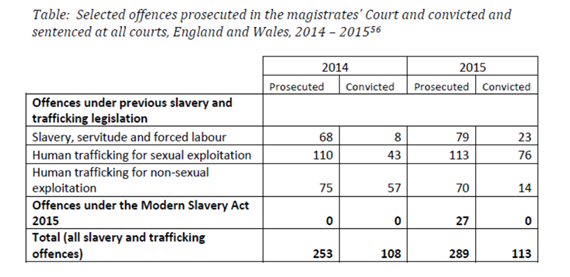 Table: Selected offences prosecuted in the magistrates' Court and convicted and
sentenced at all courts, England and Wales, 2014 – 2015⁵⁶
2014 2015
Prosecuted Convicted Prosecuted Convicted
Offences under previous slavery and
trafficking legislation
Slavery, servitude and forced labour 68 8 79 23
Human trafficking for sexual exploitation 110 43 113 76
Human trafficking for non-sexual
exploitation 75 57 70 14
Offences under the Modern Slavery Act
2015 0 0 27 0
Total (all slavery and trafficking
offences) 253 108 289 113